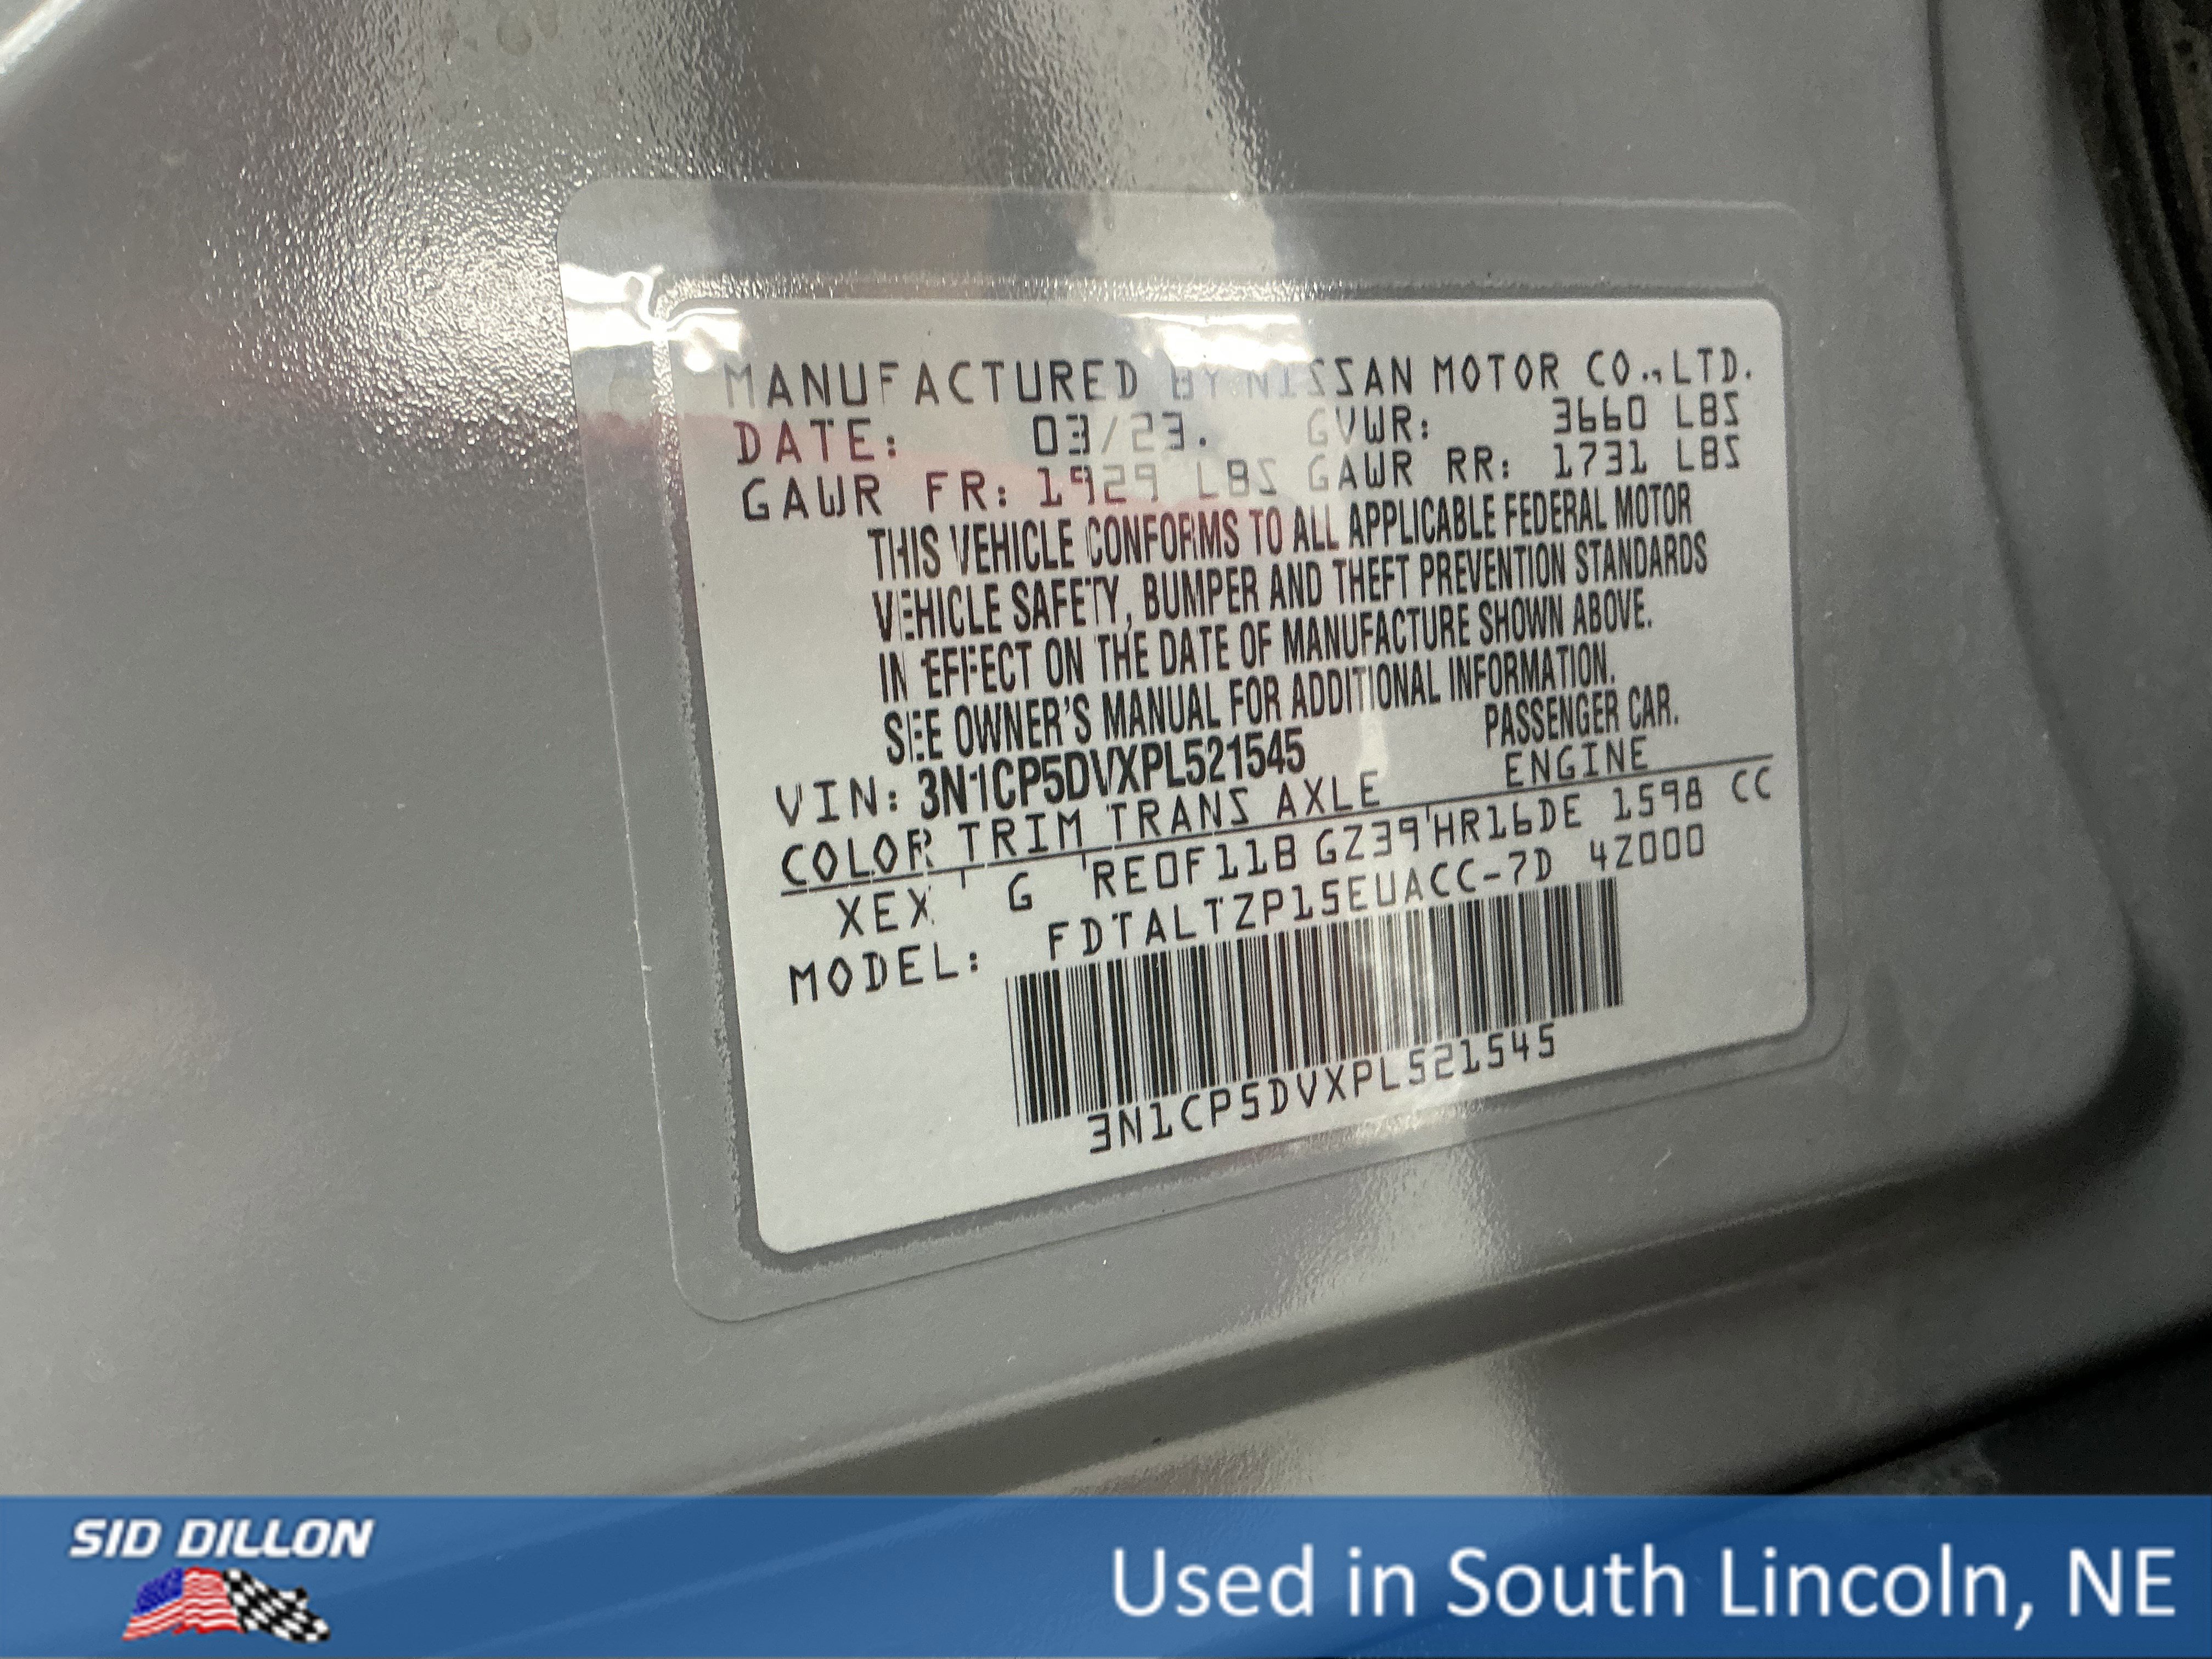 MANUFACTURED BY NISSAN MOTOR CO.,LTD.
DATE: 03/23. GVWR: 3660 LBS
GAWR FR: 1929 LBS GAWR RR: 1731 LBS
THIS VEHICLE CONFORMS TO ALL APPLICABLE FEDERAL MOTOR
VEHICLE SAFETY, BUMPER AND THEFT PREVENTION STANDARDS
IN EFFECT ON THE DATE OF MANUFACTURE SHOWN ABOVE.
SEE OWNER'S MANUAL FOR ADDITIONAL INFORMATION.
VIN: 3N1CP5DVXPL521545 PASSENGER CAR.
COLOR TRIM TRANS AXLE ENGINE
XEX G RE0F11B GZ39 HR16DE 1598 CC
MODEL: FDTALTZP15EUACC-7D 4Z000
3N1CP5DVXPL521545
SID DILLON
Used in South Lincoln, NE